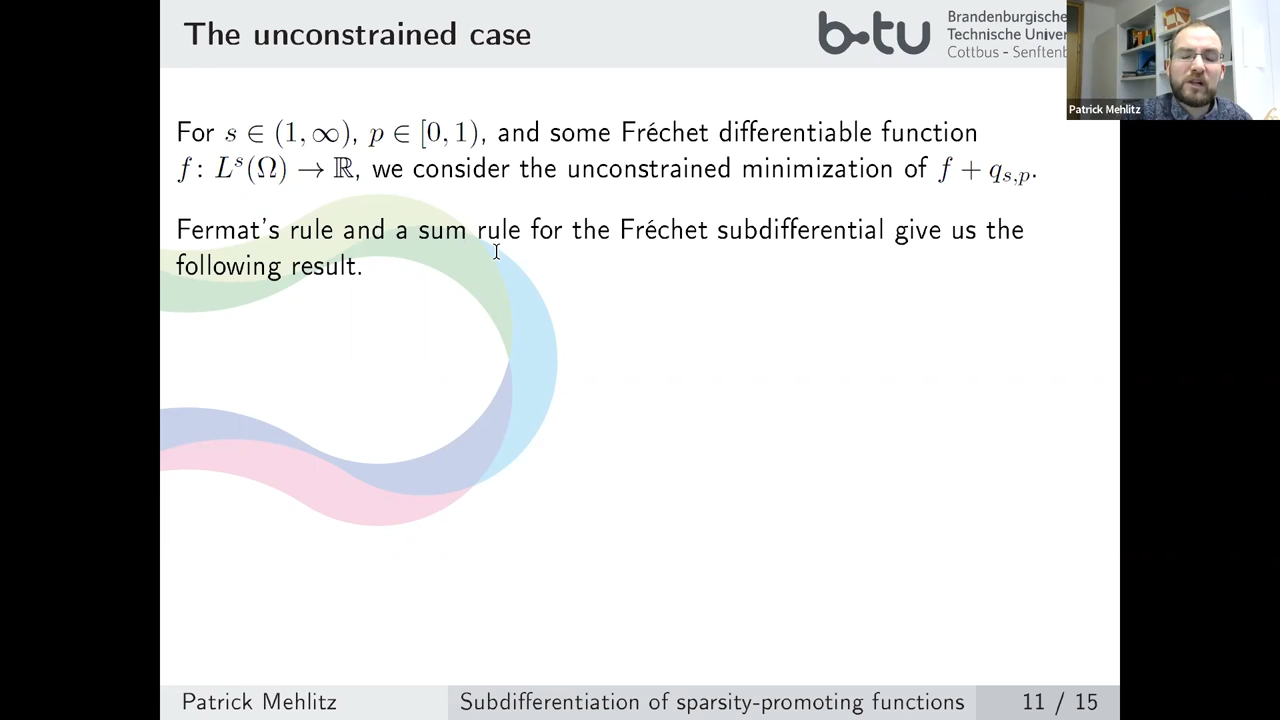 The unconstrained case
b-tu
Brandenburgische
Technische Univer
Cottbus - Senftenb
Patrick Mehlitz
For s ∈ (1, ∞), p ∈ [0, 1), and some Fréchet differentiable function
f : Lˢ(Ω) → ℝ, we consider the unconstrained minimization of f + q_{s,p}.
Fermat's rule and a sum rule for the Fréchet subdifferential give us the
following result.
Patrick Mehlitz
Subdifferentiation of sparsity-promoting functions
11 / 15